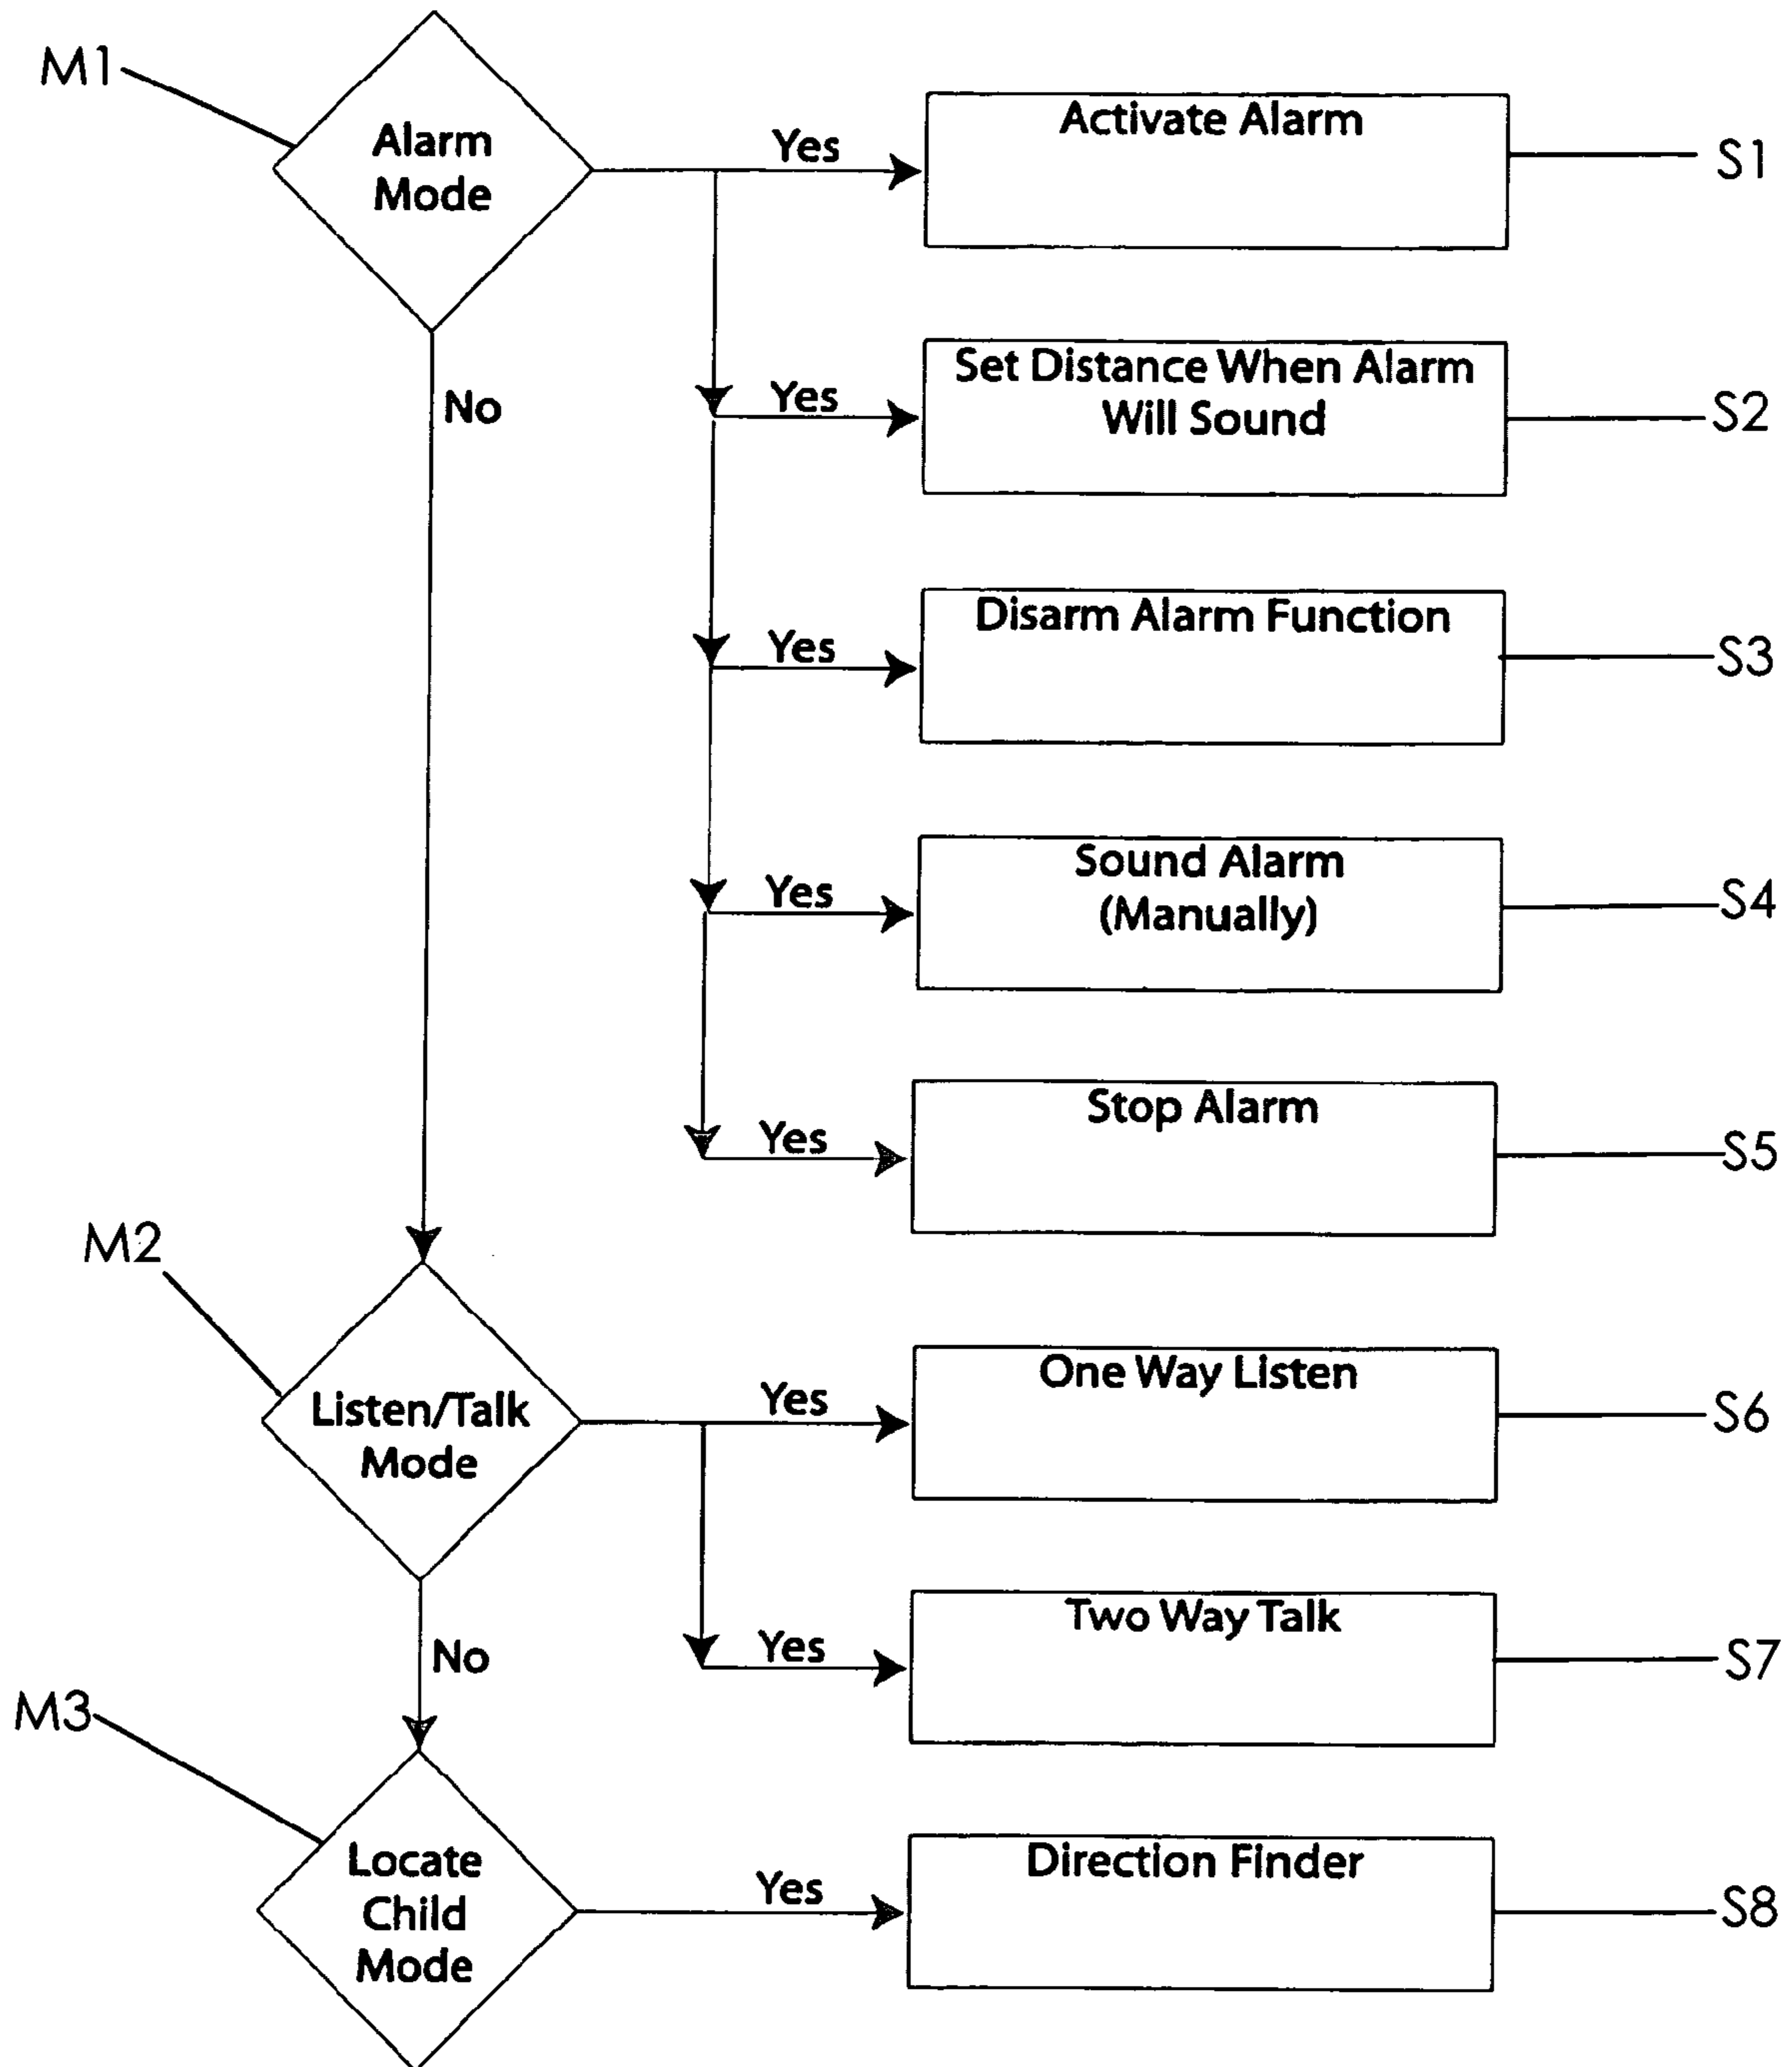 M1
Alarm
Mode
Yes
Activate Alarm
S1
No
Yes
Set Distance When Alarm
Will Sound
S2
Yes
Disarm Alarm Function
S3
Yes
Sound Alarm
(Manually)
S4
Yes
Stop Alarm
S5
M2
Listen/Talk
Mode
Yes
One Way Listen
S6
No
Yes
Two Way Talk
S7
M3
Locate
Child
Mode
Yes
Direction Finder
S8